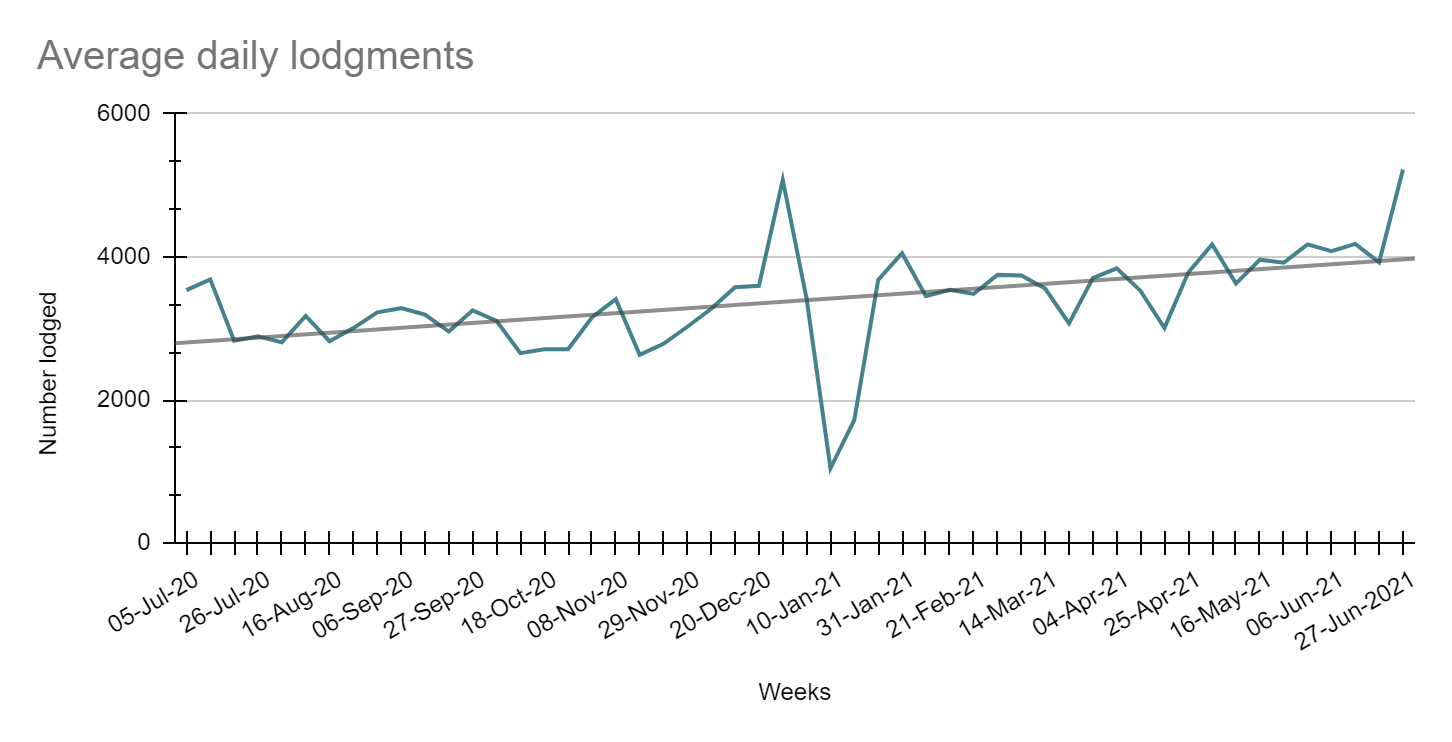 Average daily lodgments
6000
4000
2000
0
Number lodged
05-Jul-20
26-Jul-20
16-Aug-20
06-Sep-20
27-Sep-20
18-Oct-20
08-Nov-20
29-Nov-20
20-Dec-20
10-Jan-21
31-Jan-21
21-Feb-21
14-Mar-21
04-Apr-21
25-Apr-21
16-May-21
06-Jun-21
27-Jun-2021
Weeks